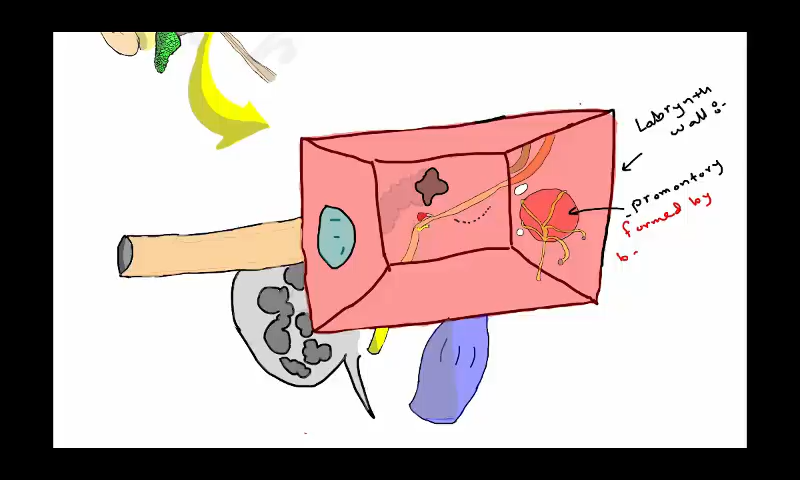 Labrynth
wall :-
- promontory
formed by
b -